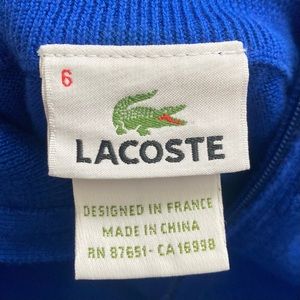 6
LACOSTE
DESIGNED IN FRANCE
MADE IN CHINA
RN 87651- CA 16998